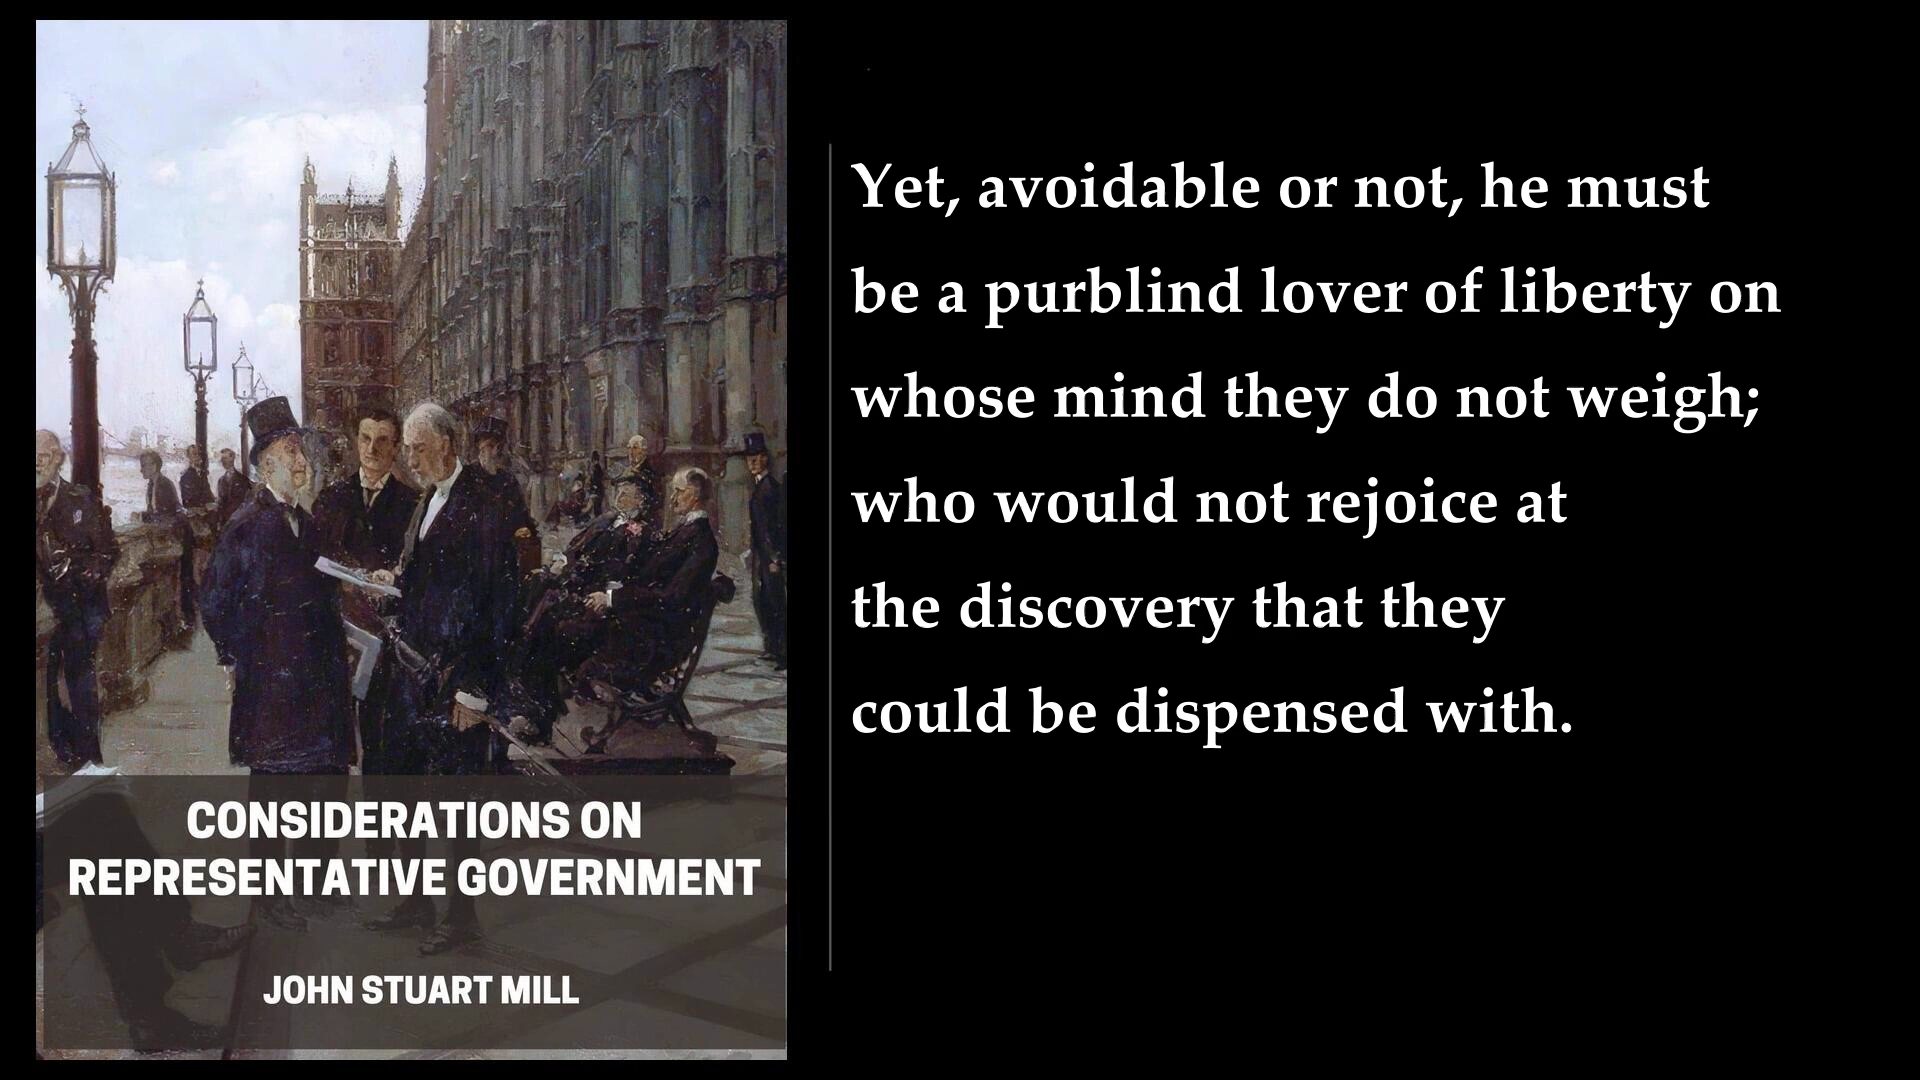 CONSIDERATIONS ON
REPRESENTATIVE GOVERNMENT
JOHN STUART MILL
Yet, avoidable or not, he must
be a purblind lover of liberty on
whose mind they do not weigh;
who would not rejoice at
the discovery that they
could be dispensed with.